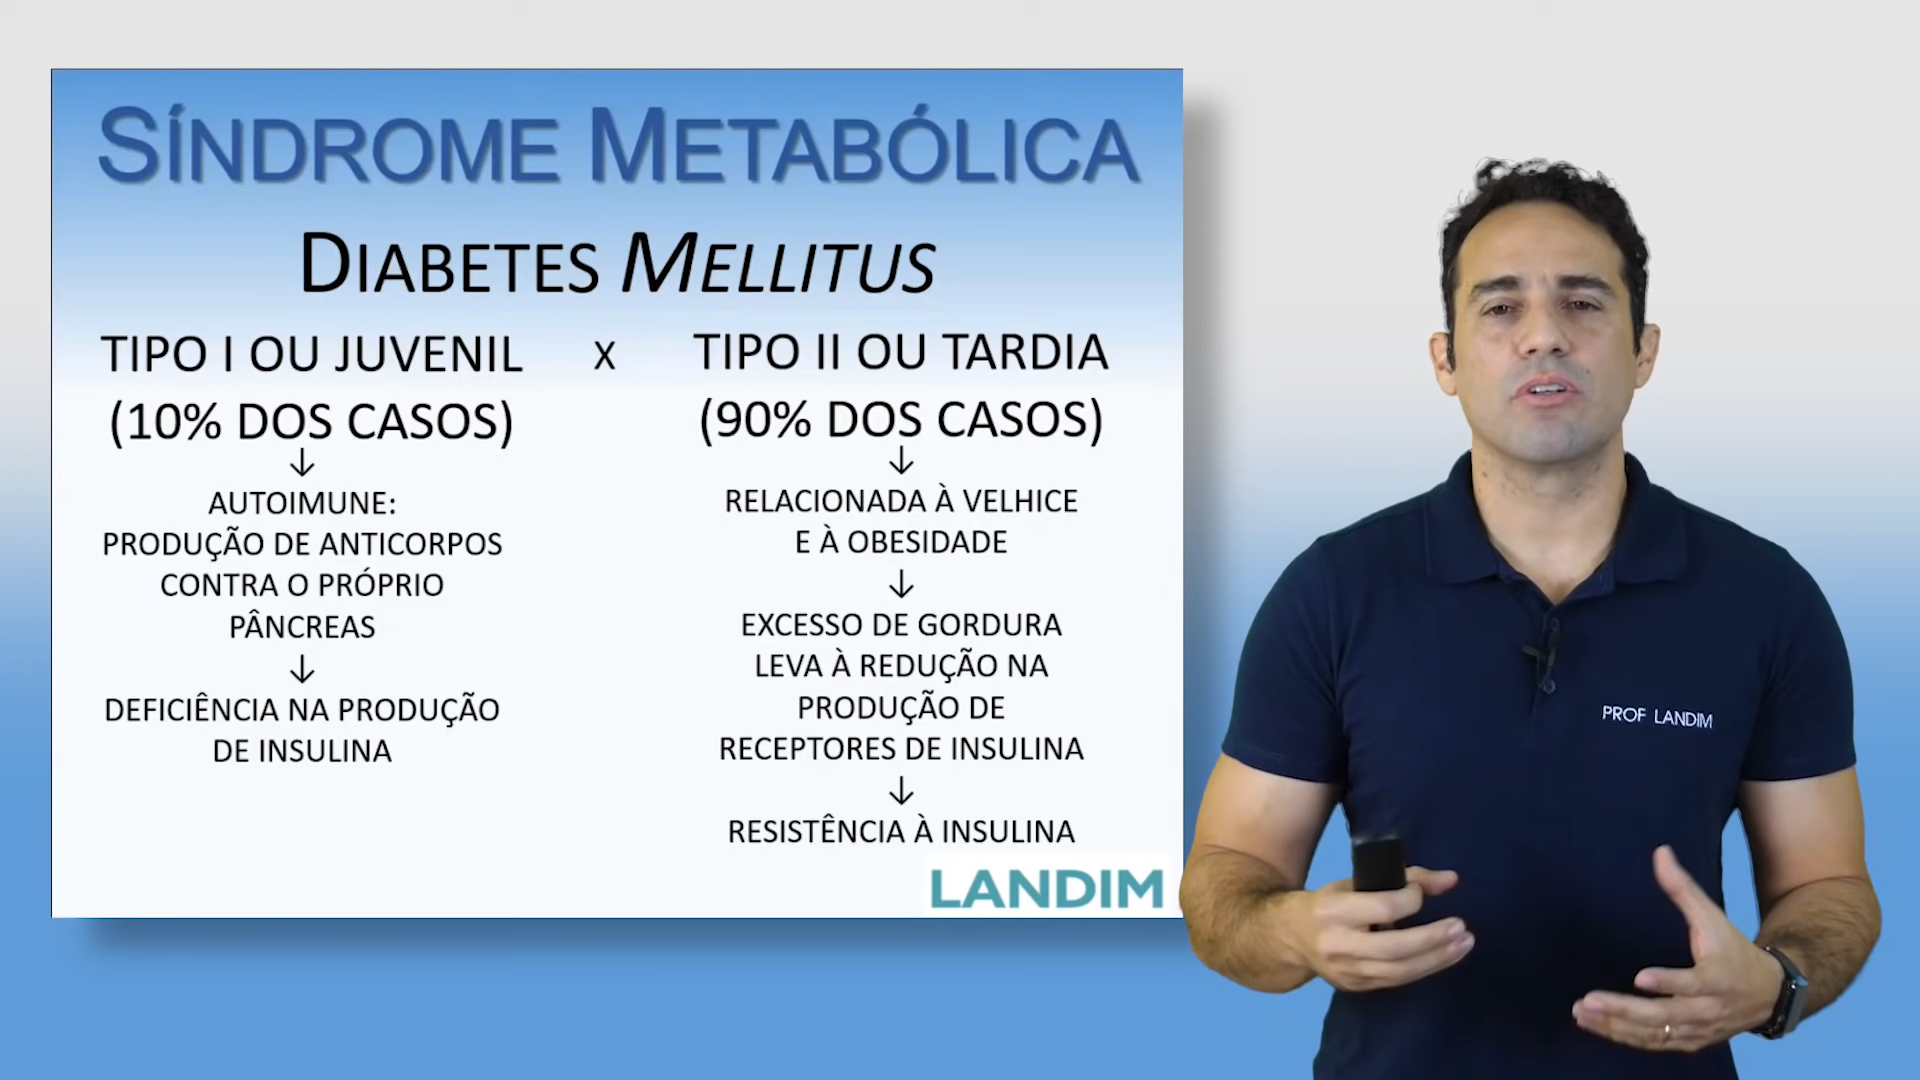 SÍNDROME METABÓLICA
DIABETES MELLITUS
TIPO I OU JUVENIL x TIPO II OU TARDIA
(10% DOS CASOS) (90% DOS CASOS)
↓
AUTOIMUNE:
PRODUÇÃO DE ANTICORPOS
CONTRA O PRÓPRIO
PÂNCREAS
↓
DEFICIÊNCIA NA PRODUÇÃO
DE INSULINA
↓
RELACIONADA À VELHICE
E À OBESIDADE
↓
EXCESSO DE GORDURA
LEVA À REDUÇÃO NA
PRODUÇÃO DE
RECEPTORES DE INSULINA
↓
RESISTÊNCIA À INSULINA
LANDIM
PROF LANDIM